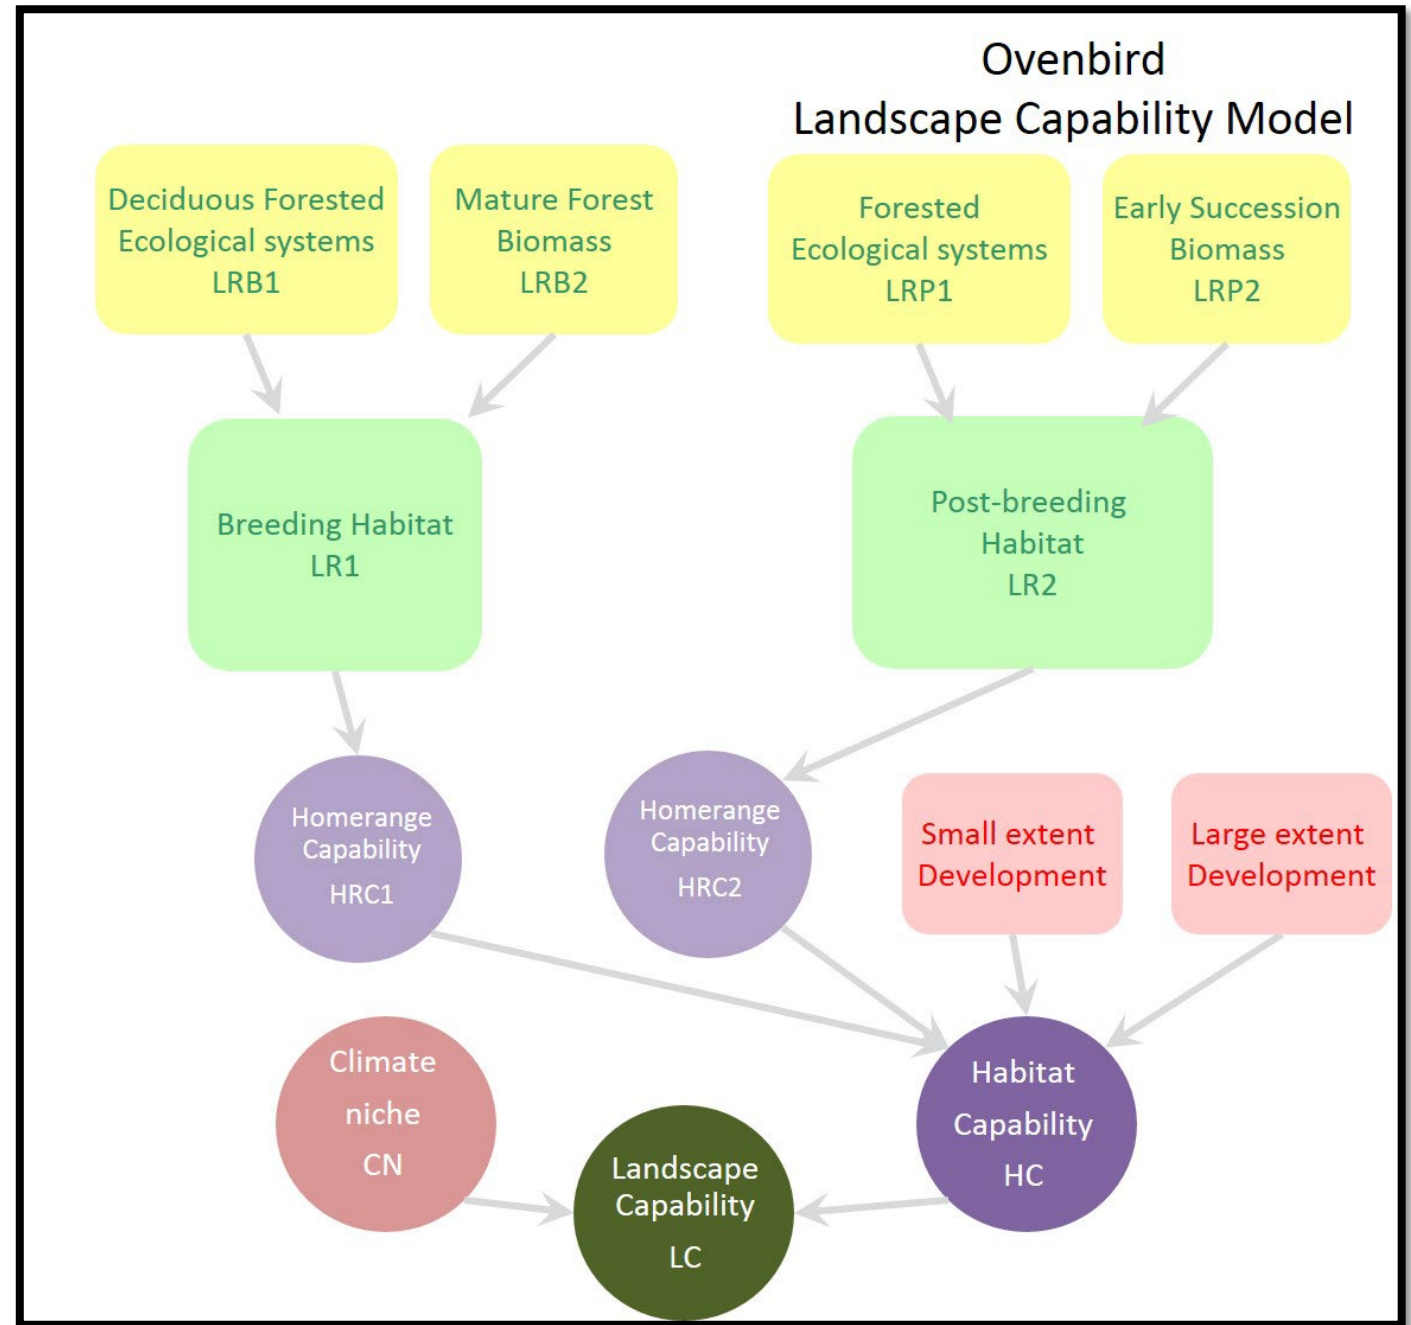 Ovenbird
Landscape Capability Model
Deciduous Forested
Ecological systems
LRB1
Mature Forest
Biomass
LRB2
Forested
Ecological systems
LRP1
Early Succession
Biomass
LRP2
Breeding Habitat
LR1
Post-breeding
Habitat
LR2
Homerange
Capability
HRC1
Homerange
Capability
HRC2
Small extent
Development
Large extent
Development
Climate
niche
CN
Landscape
Capability
LC
Habitat
Capability
HC